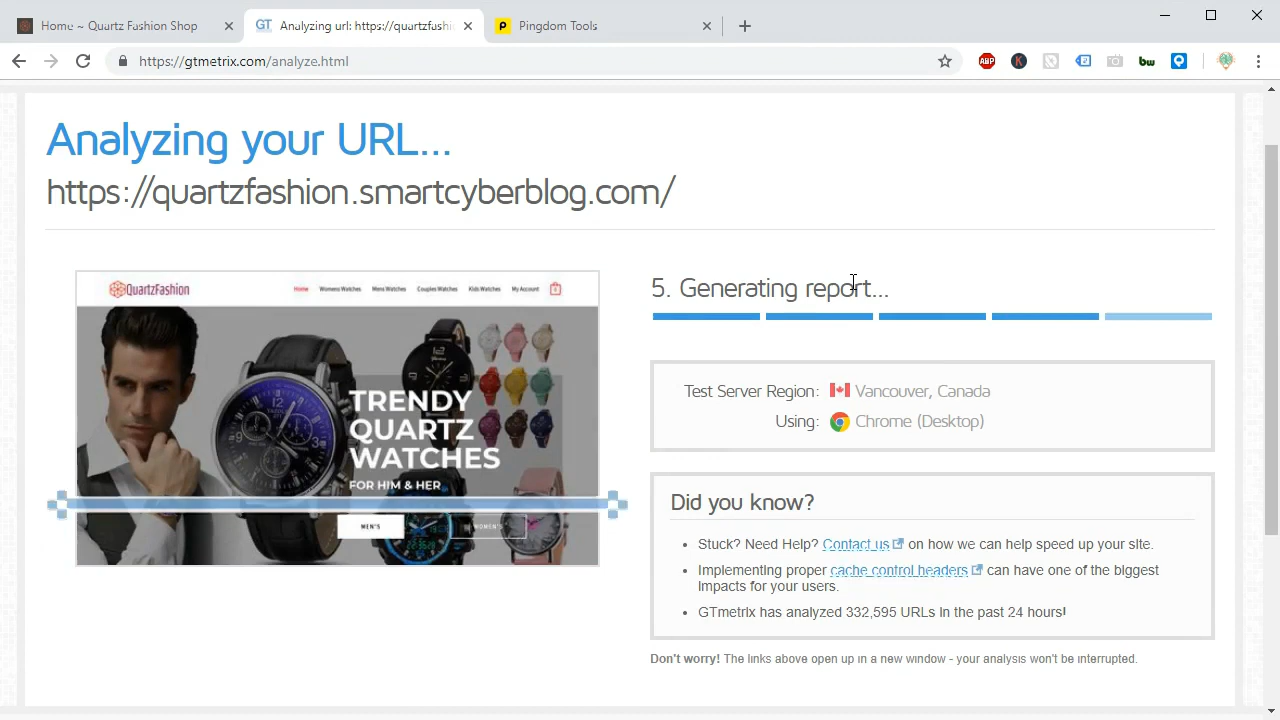 Home ~ Quartz Fashion Shop
GT Analyzing url: https://quartzfashi
Pingdom Tools
https://gtmetrix.com/analyze.html
ABP
K
bw
Analyzing your URL...
https://quartzfashion.smartcyberblog.com/
QuartzFashion Home Womens Watches Mens Watches Couples Watches Kids Watches My Account
TRENDY
QUARTZ
WATCHES
FOR HIM & HER
MEN'S
WOMEN'S
5. Generating report...
Test Server Region: Vancouver, Canada
Using: Chrome (Desktop)
Did you know?
• Stuck? Need Help? Contact us on how we can help speed up your site.
• Implementing proper cache control headers can have one of the biggest
impacts for your users.
• GTmetrix has analyzed 332,595 URLs in the past 24 hours!
Don't worry! The links above open up in a new window - your analysis won't be interrupted.